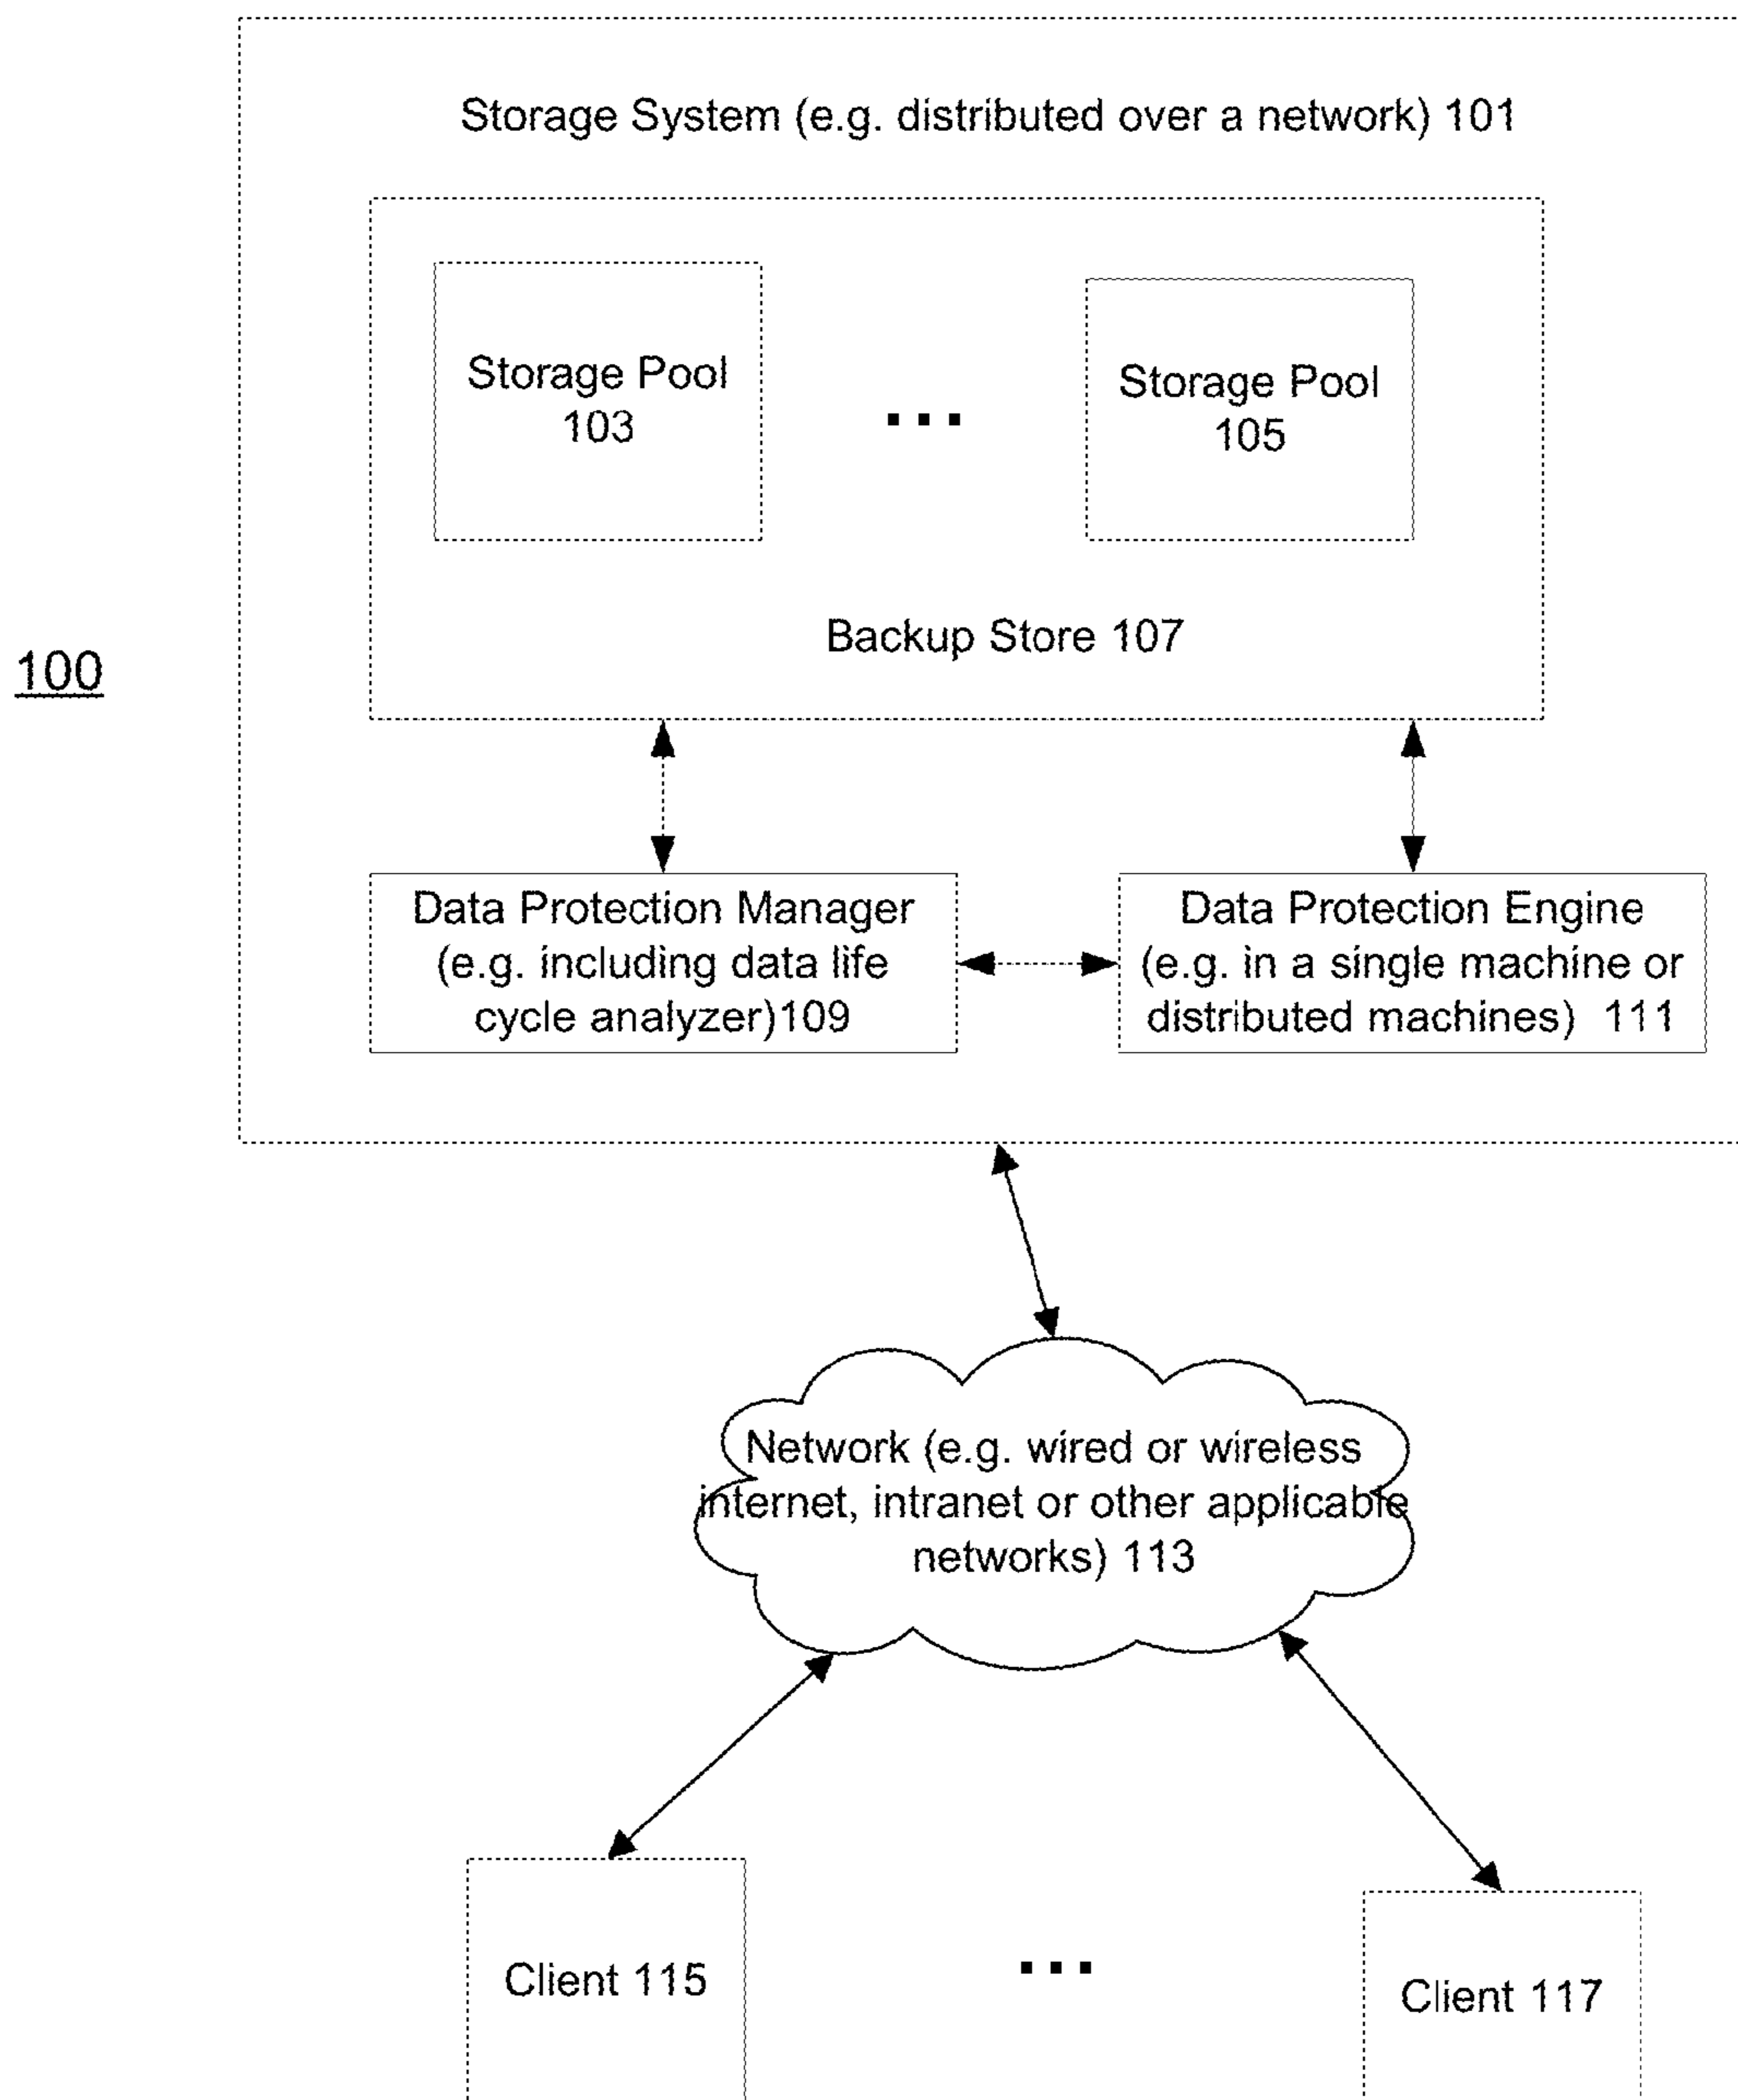 Storage System (e.g. distributed over a network) 101
Storage Pool
103
...
Storage Pool
105
Backup Store 107
100
Data Protection Manager
(e.g. including data life
cycle analyzer)109
Data Protection Engine
(e.g. in a single machine or
distributed machines) 111
Network (e.g. wired or wireless
internet, intranet or other applicable
networks) 113
Client 115
...
Client 117